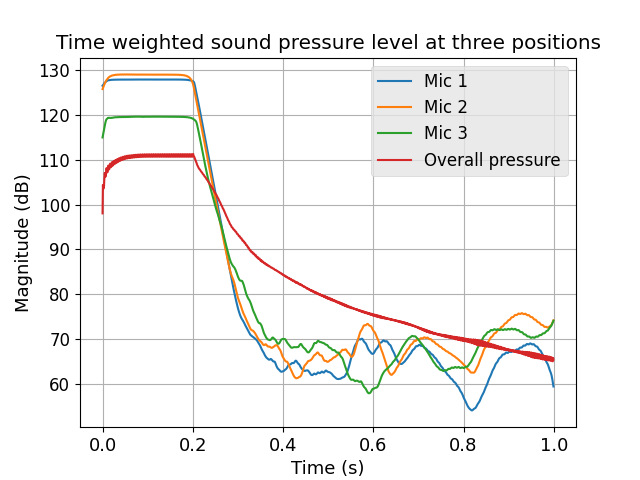 Time weighted sound pressure level at three positions
Mic 1
Mic 2
Mic 3
Overall pressure
Magnitude (dB)
130
120
110
100
90
80
70
60
0.0 0.2 0.4 0.6 0.8 1.0
Time (s)